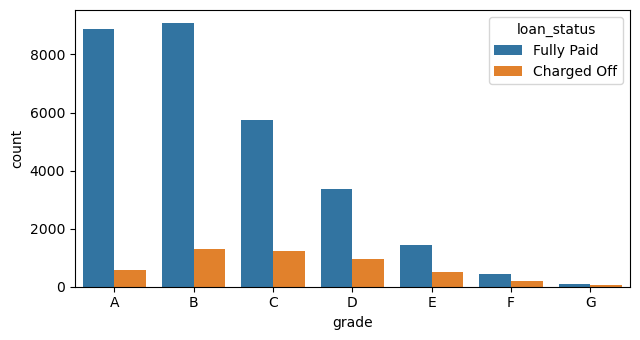 loan_status
Fully Paid
Charged Off
8000
6000
4000
2000
0
count
A B C D E F G
grade